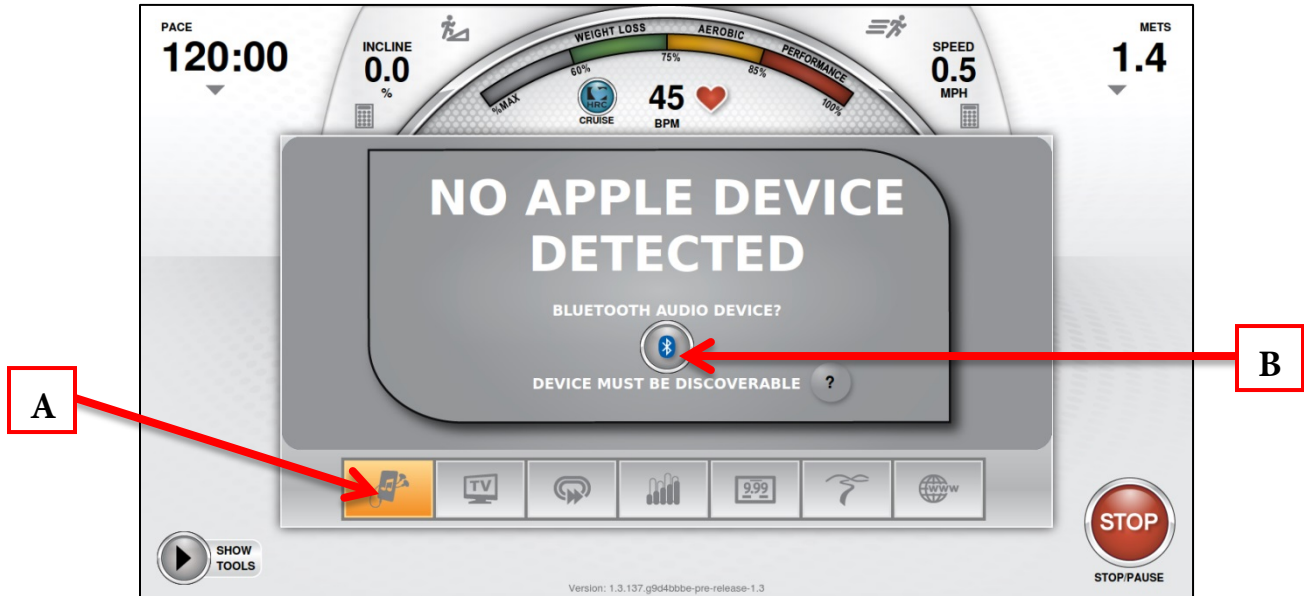 PACE
120:00
INCLINE
0.0
%
%MAX
WEIGHT LOSS
AEROBIC
PERFORMANCE
60%
75%
85%
100%
HRC
CRUISE
45
BPM
SPEED
0.5
MPH
METS
1.4
NO APPLE DEVICE
DETECTED
BLUETOOTH AUDIO DEVICE?
DEVICE MUST BE DISCOVERABLE ?
A
B
TV
9.99
www
SHOW
TOOLS
STOP
STOP/PAUSE
Version: 1.3.137.g9d4bbbe-pre-release-1.3